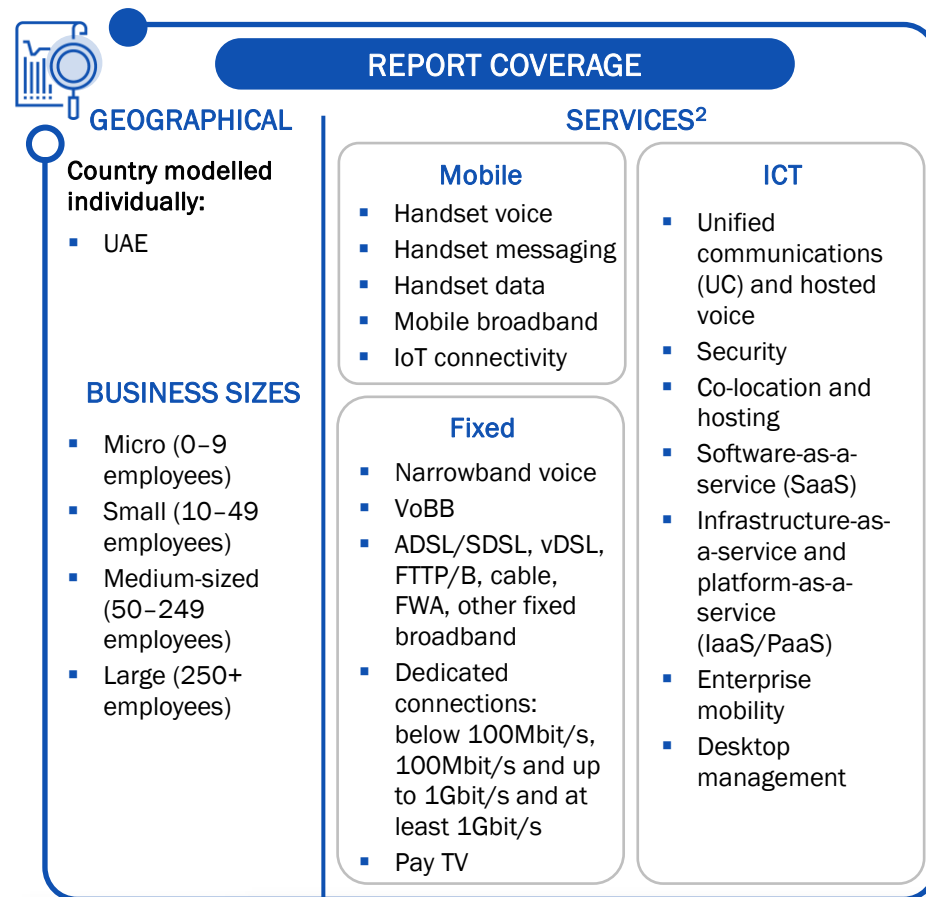 REPORT COVERAGE
GEOGRAPHICAL
Country modelled
individually:
▪ UAE
BUSINESS SIZES
▪ Micro (0–9
employees)
▪ Small (10–49
employees)
▪ Medium-sized
(50–249
employees)
▪ Large (250+
employees)
SERVICES²
Mobile
▪ Handset voice
▪ Handset messaging
▪ Handset data
▪ Mobile broadband
▪ IoT connectivity
Fixed
▪ Narrowband voice
▪ VoBB
▪ ADSL/SDSL, vDSL,
FTTP/B, cable,
FWA, other fixed
broadband
▪ Dedicated
connections:
below 100Mbit/s,
100Mbit/s and up
to 1Gbit/s and at
least 1Gbit/s
▪ Pay TV
ICT
▪ Unified
communications
(UC) and hosted
voice
▪ Security
▪ Co-location and
hosting
▪ Software-as-a-
service (SaaS)
▪ Infrastructure-as-
a-service and
platform-as-a-
service
(IaaS/PaaS)
▪ Enterprise
mobility
▪ Desktop
management